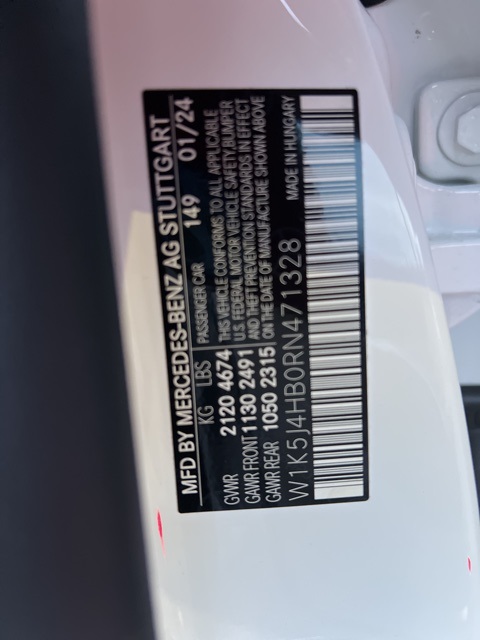 MFD BY MERCEDES-BENZ AG STUTTGART
PASSENGER CAR 149 01/24
KG LBS
GVWR 2120 4674
GAWR FRONT 1130 2491
GAWR REAR 1050 2315
THIS VEHICLE CONFORMS TO ALL APPLICABLE
U.S. FEDERAL MOTOR VEHICLE SAFETY, BUMPER
AND THEFT PREVENTION STANDARDS IN EFFECT
ON THE DATE OF MANUFACTURE SHOWN ABOVE
W1K5J4HB0RN471328
MADE IN HUNGARY